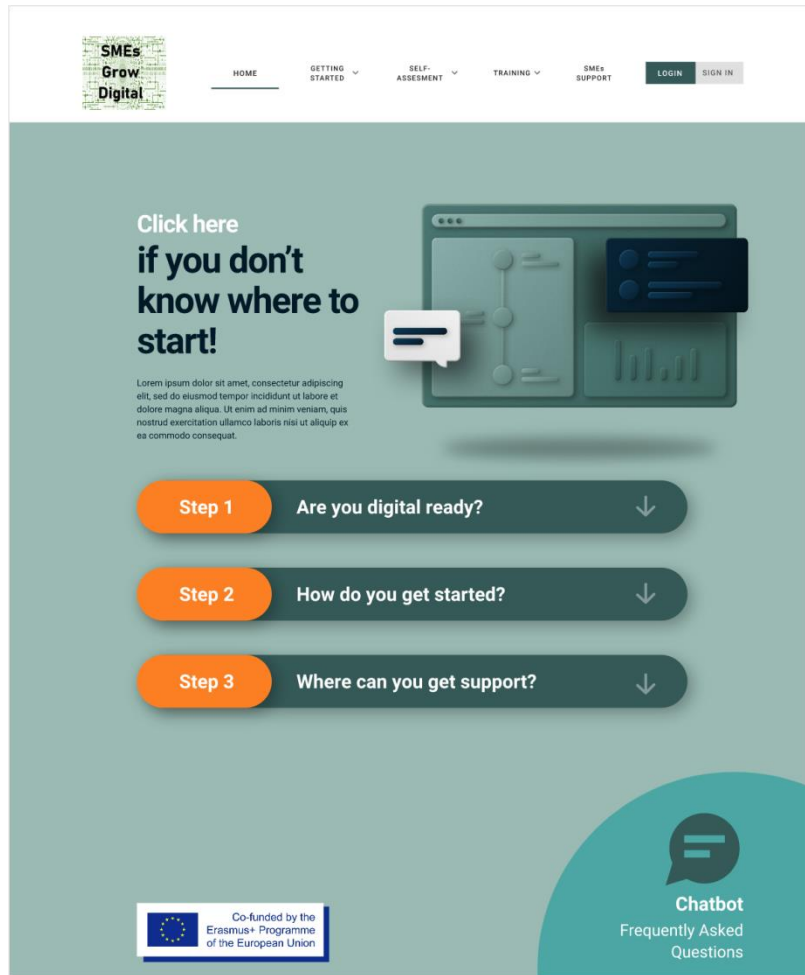 SMEs
Grow
Digital
HOME
GETTING
STARTED
SELF-
ASSESMENT
TRAINING
SMEs
SUPPORT
LOGIN
SIGN IN
Click here
if you don't
know where to
start!
Lorem ipsum dolor sit amet, consectetur adipiscing
elit, sed do eiusmod tempor incididunt ut labore et
dolore magna aliqua. Ut enim ad minim veniam, quis
nostrud exercitation ullamco laboris nisi ut aliquip ex
ea commodo consequat.
Step 1
Are you digital ready?
Step 2
How do you get started?
Step 3
Where can you get support?
Co-funded by the
Erasmus+ Programme
of the European Union
Chatbot
Frequently Asked
Questions